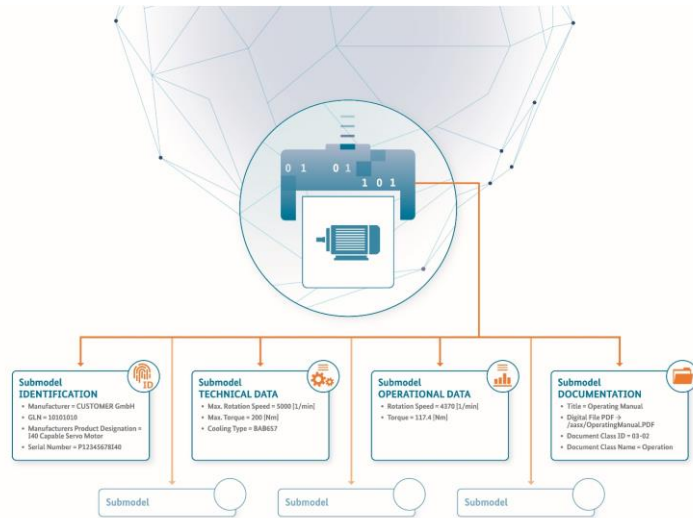 0 1 0 1
1 0 1
ID
Submodel
IDENTIFICATION
• Manufacturer = CUSTOMER GmbH
• GLN = 10101010
• Manufacturers Product Designation =
I40 Capable Servo Motor
• Serial Number = P12345678I40
Submodel
TECHNICAL DATA
• Max. Rotation Speed = 5000 [1/min]
• Max. Torque = 200 [Nm]
• Cooling Type = BAB657
Submodel
OPERATIONAL DATA
• Rotation Speed = 4370 [1/min]
• Torque = 117.4 [Nm]
Submodel
DOCUMENTATION
• Title = Operating Manual
• Digital File PDF →
/aasx/OperatingManual.PDF
• Document Class ID = 03-02
• Document Class Name = Operation
Submodel
Submodel
Submodel